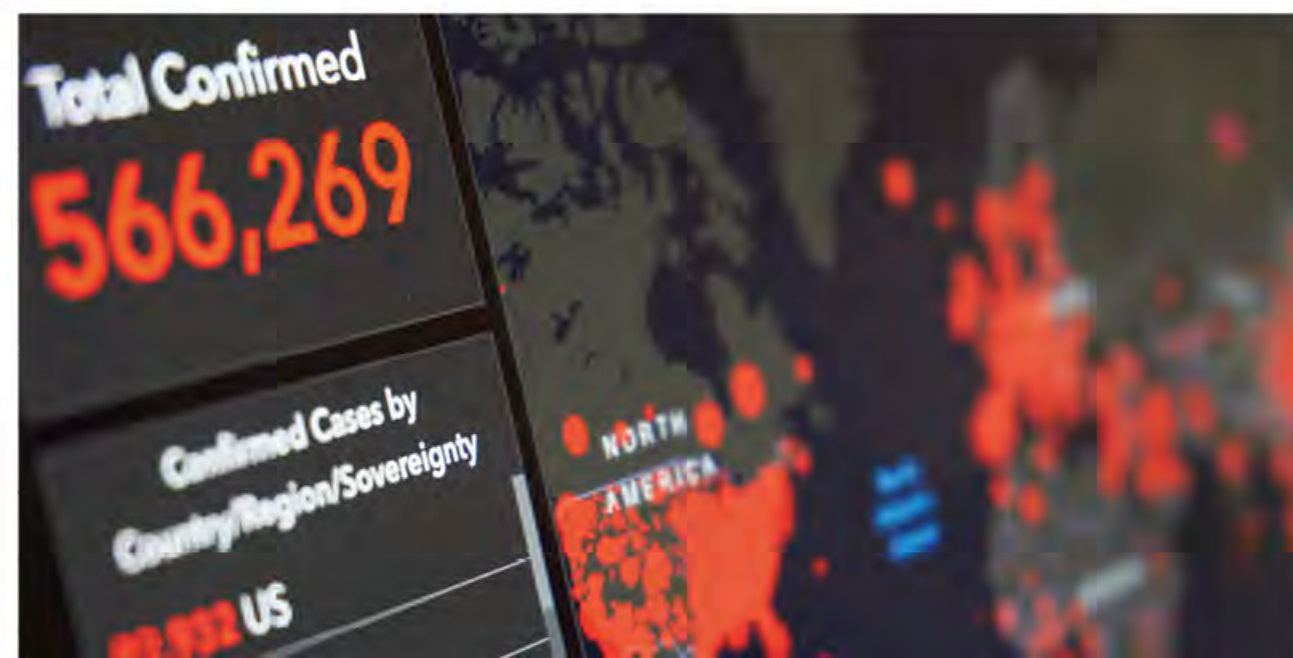 Total Confirmed
566,269
Confirmed Cases by
Country/Region/Sovereignty
US
NORTH
AMERICA